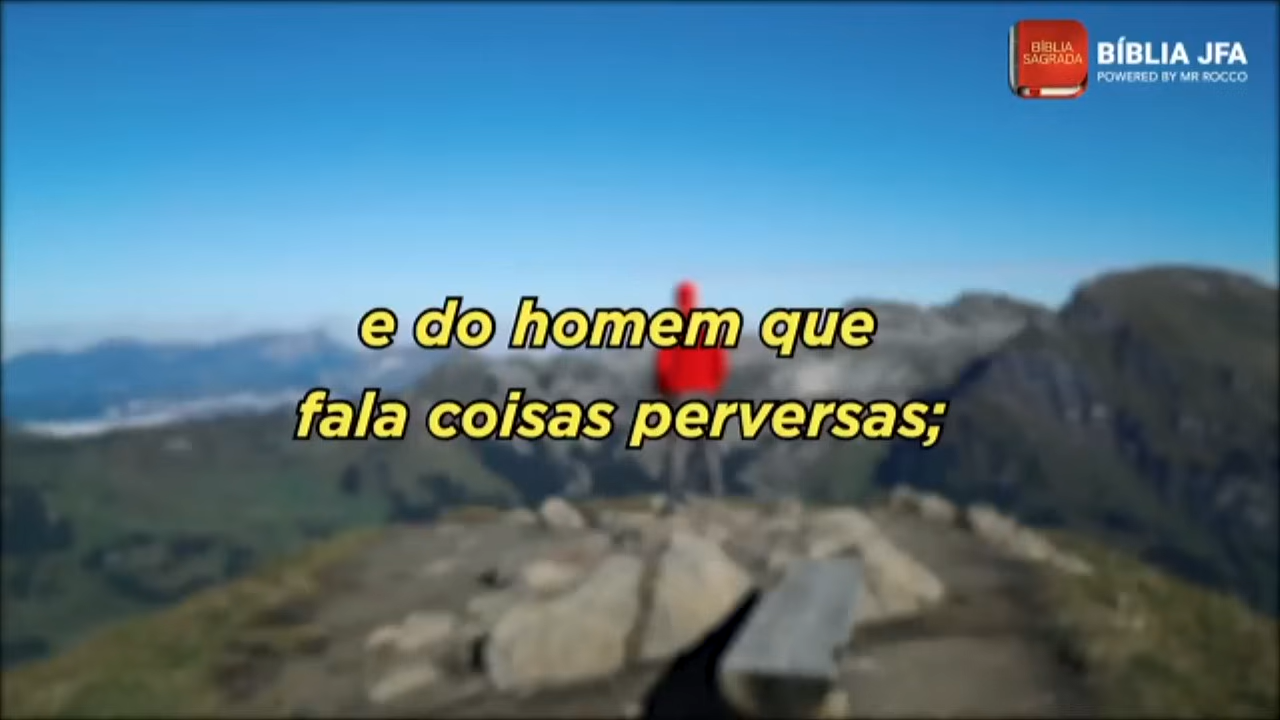 BÍBLIA
SAGRADA
BÍBLIA JFA
POWERED BY MR ROCCO
e do homem que
fala coisas perversas;